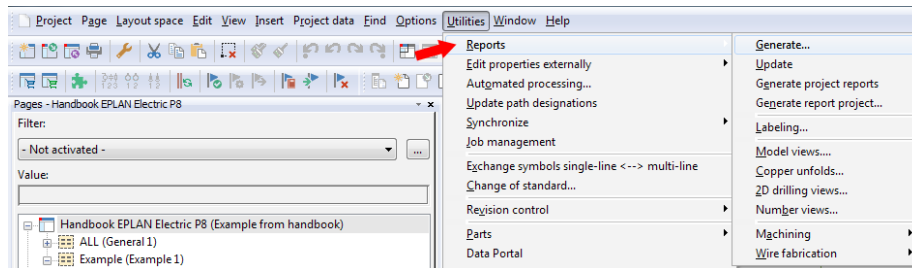 Project Page Layout space Edit View Insert Project data Find Options Utilities Window Help
Pages - Handbook EPLAN Electric P8
Filter:
- Not activated -
...
Value:
Handbook EPLAN Electric P8 (Example from handbook)
ALL (General 1)
Example (Example 1)
Reports
Edit properties externally
Automated processing...
Update path designations
Synchronize
Job management
Exchange symbols single-line <--> multi-line
Change of standard...
Revision control
Parts
Data Portal
Generate...
Update
Generate project reports
Generate report project...
Labeling...
Model views....
Copper unfolds...
2D drilling views...
Number views...
Machining
Wire fabrication